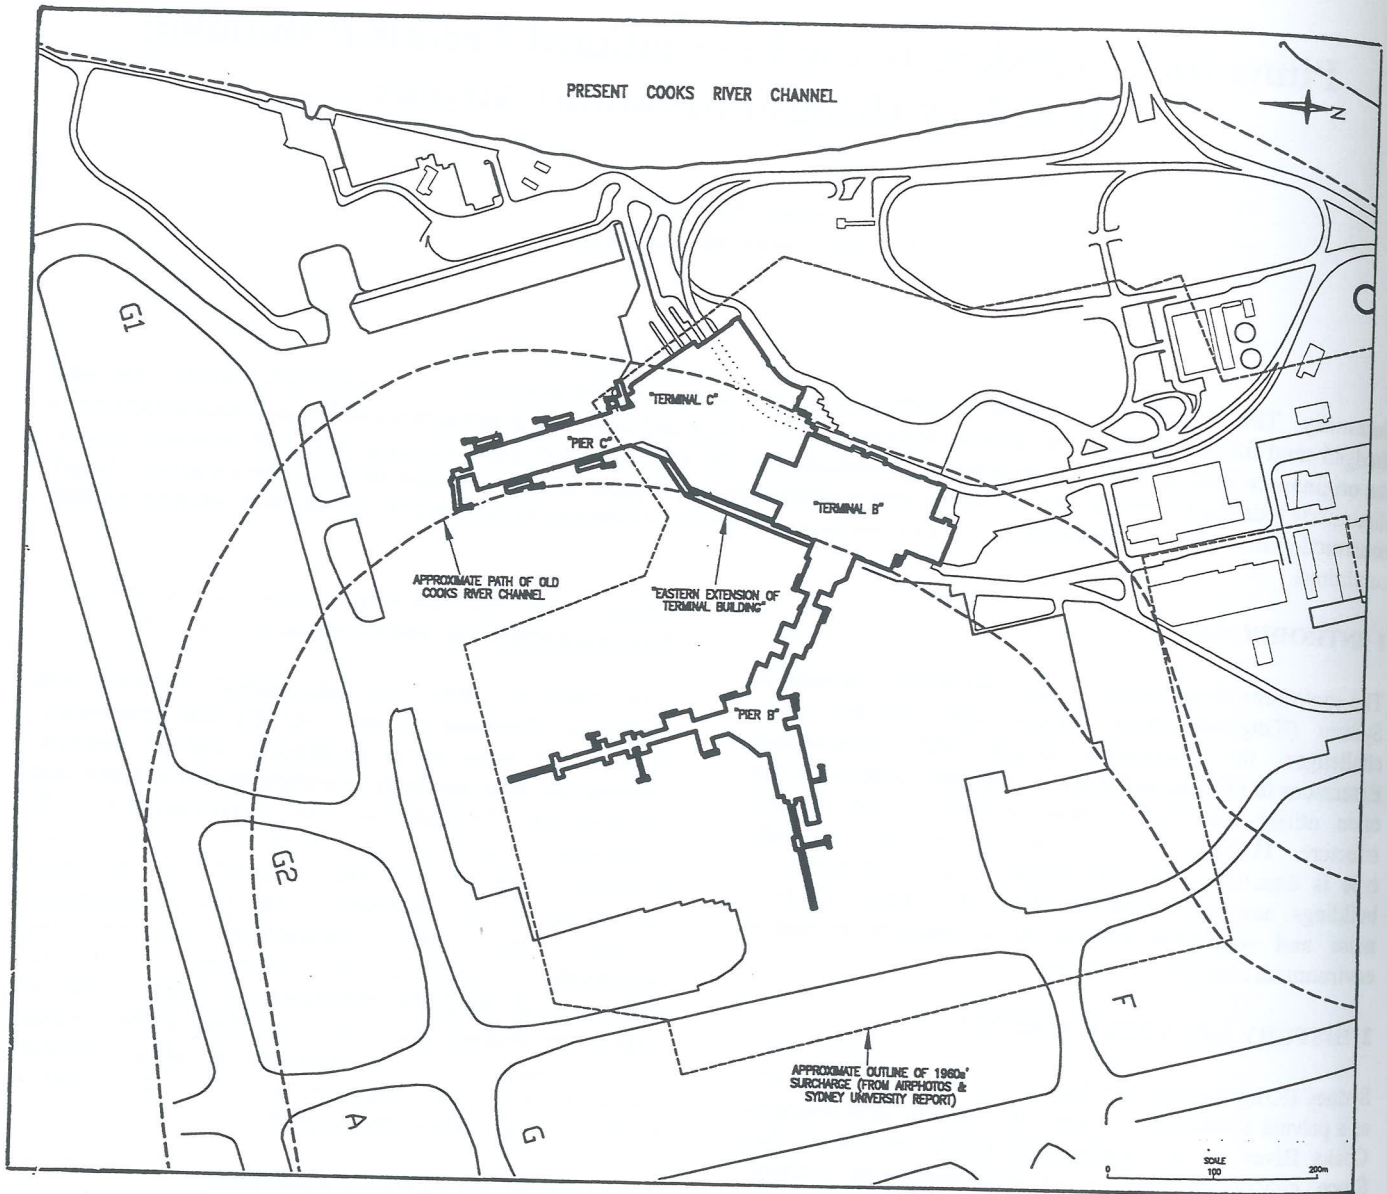 PRESENT COOKS RIVER CHANNEL
N
G1
"TERMINAL C"
"PIER C"
"TERMINAL B"
APPROXIMATE PATH OF OLD
COOKS RIVER CHANNEL
"EASTERN EXTENSION OF
TERMINAL BUILDING"
"PIER B"
G2
F
APPROXIMATE OUTLINE OF 1960s'
SURCHARGE (FROM AIRPHOTOS &
SYDNEY UNIVERSITY REPORT)
A
G
SCALE
0 100 200m